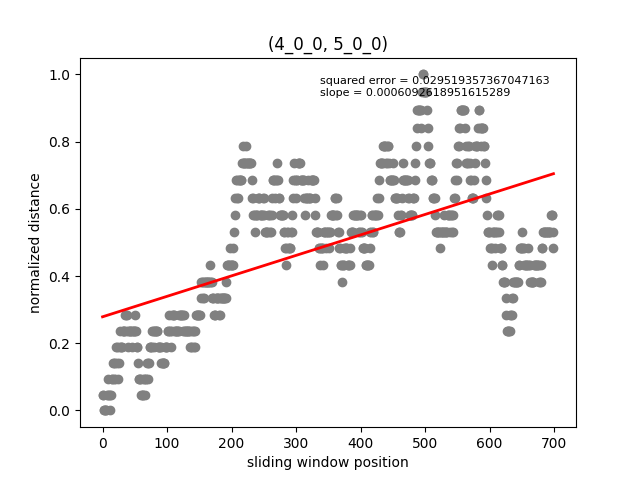 (4_0_0, 5_0_0)
squared error = 0.029519357367047163
slope = 0.0006092618951615289
1.0
0.8
0.6
0.4
0.2
0.0
normalized distance
0 100 200 300 400 500 600 700
sliding window position